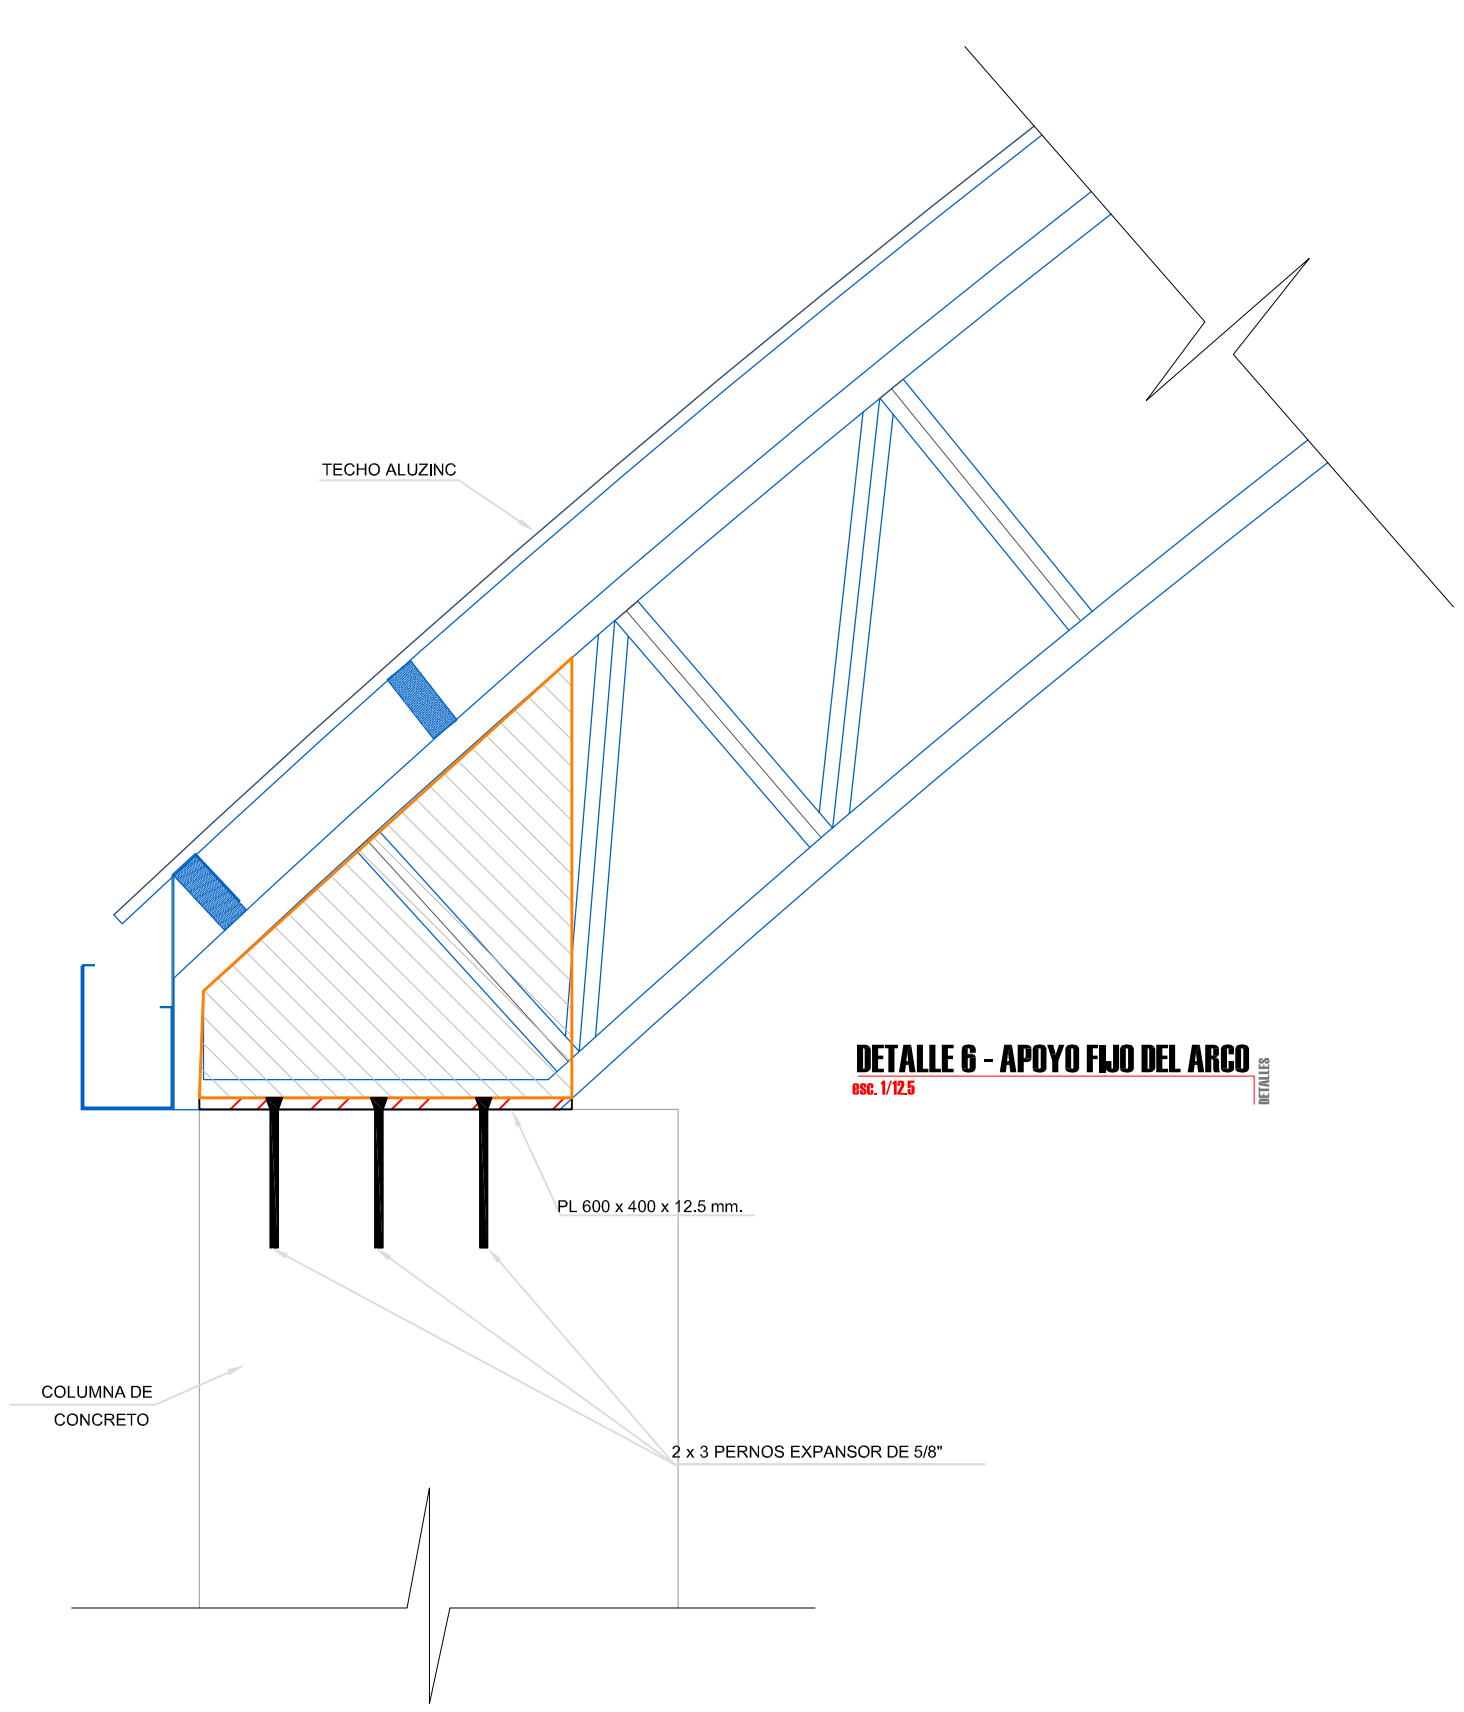 TECHO ALUZINC
DETALLE 6 - APOYO FIJO DEL ARCO
esc. 1/12.5
DETALLES
PL 600 x 400 x 12.5 mm.
COLUMNA DE
CONCRETO
2 x 3 PERNOS EXPANSOR DE 5/8"